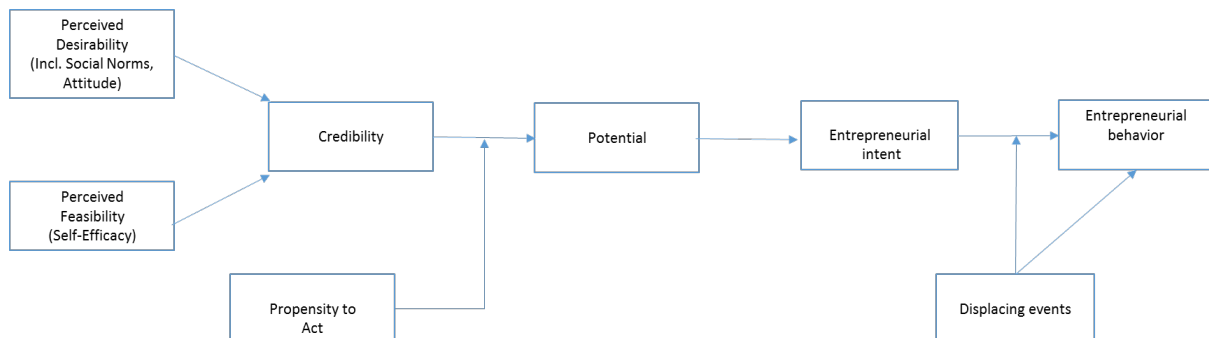 Perceived
Desirability
(Incl. Social Norms,
Attitude)
Credibility
Potential
Entrepreneurial
intent
Entrepreneurial
behavior
Perceived
Feasibility
(Self-Efficacy)
Propensity to
Act
Displacing events